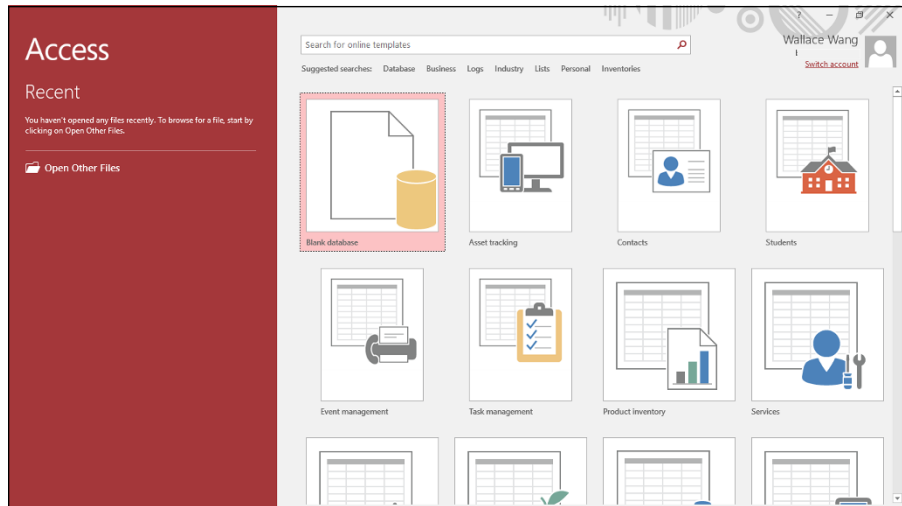 Access
Recent
You haven't opened any files recently. To browse for a file, start by
clicking on Open Other Files.
Open Other Files
?
Search for online templates
Wallace Wang
Switch account
Suggested searches: Database Business Logs Industry Lists Personal Inventories
Blank database Asset tracking Contacts Students
Event management Task management Product inventory Services